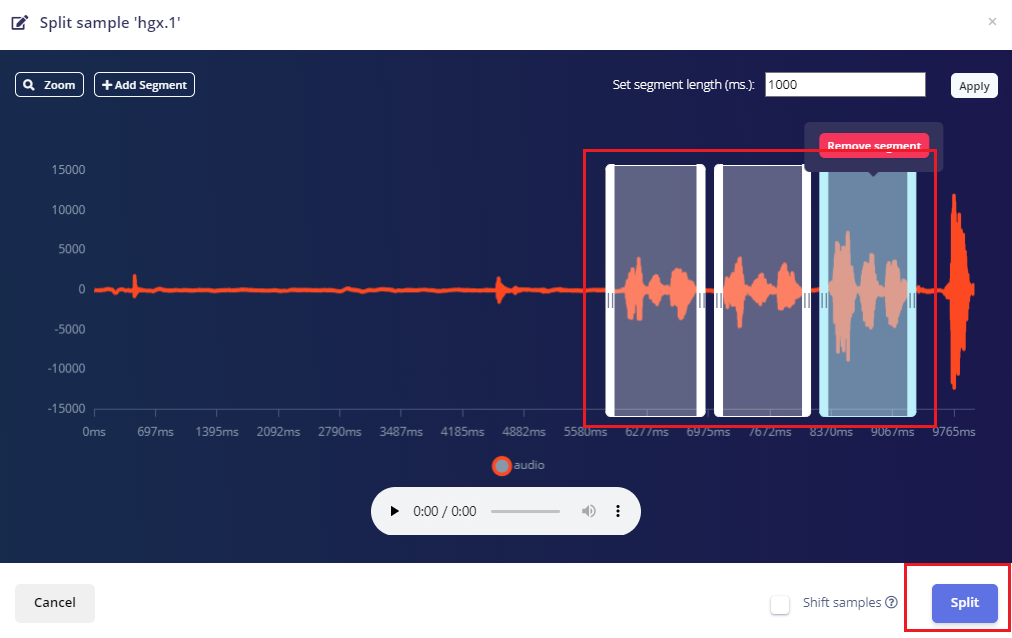 Split sample 'hgx.1'
×
Zoom
Add Segment
Set segment length (ms.):
1000
Apply
Remove segment
15000
10000
5000
0
-5000
-10000
-15000
0ms 697ms 1395ms 2092ms 2790ms 3487ms 4185ms 4882ms 5580ms 6277ms 6975ms 7672ms 8370ms 9067ms 9765ms
audio
0:00 / 0:00
Cancel
Shift samples
Split